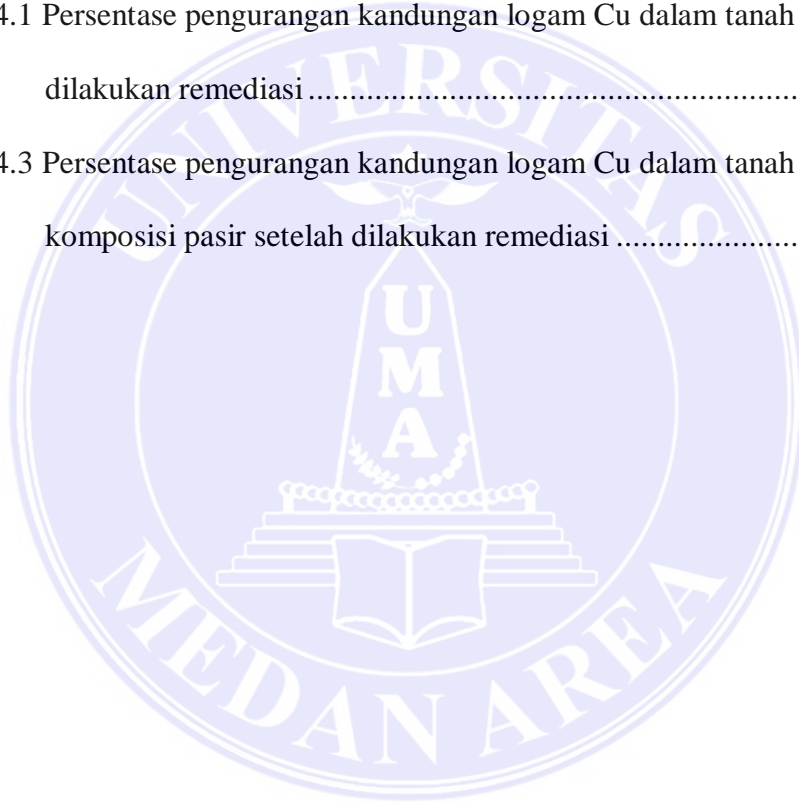 4.1 Persentase pengurangan kandungan logam Cu dalam tanah
dilakukan remediasi ......................................................
4.3 Persentase pengurangan kandungan logam Cu dalam tanah
komposisi pasir setelah dilakukan remediasi .....................
UNIVERSITAS
U
M
A
MEDAN AREA